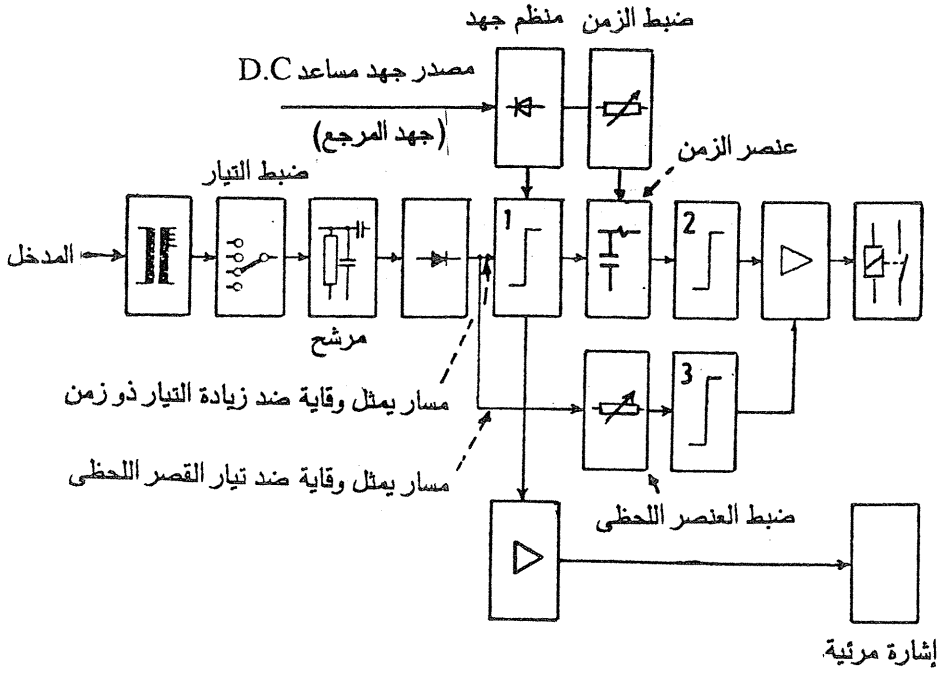 منظم جهد
ضبط الزمن
مصدر جهد مساعد D.C
(جهد المرجع)
عنصر الزمن
ضبط التيار
المدخل
1
2
مرشح
3
مسار يمثل وقاية ضد زيادة التيار ذو زمن
مسار يمثل وقاية ضد تيار القصر اللحظى
ضبط العنصر اللحظى
إشارة مرئية